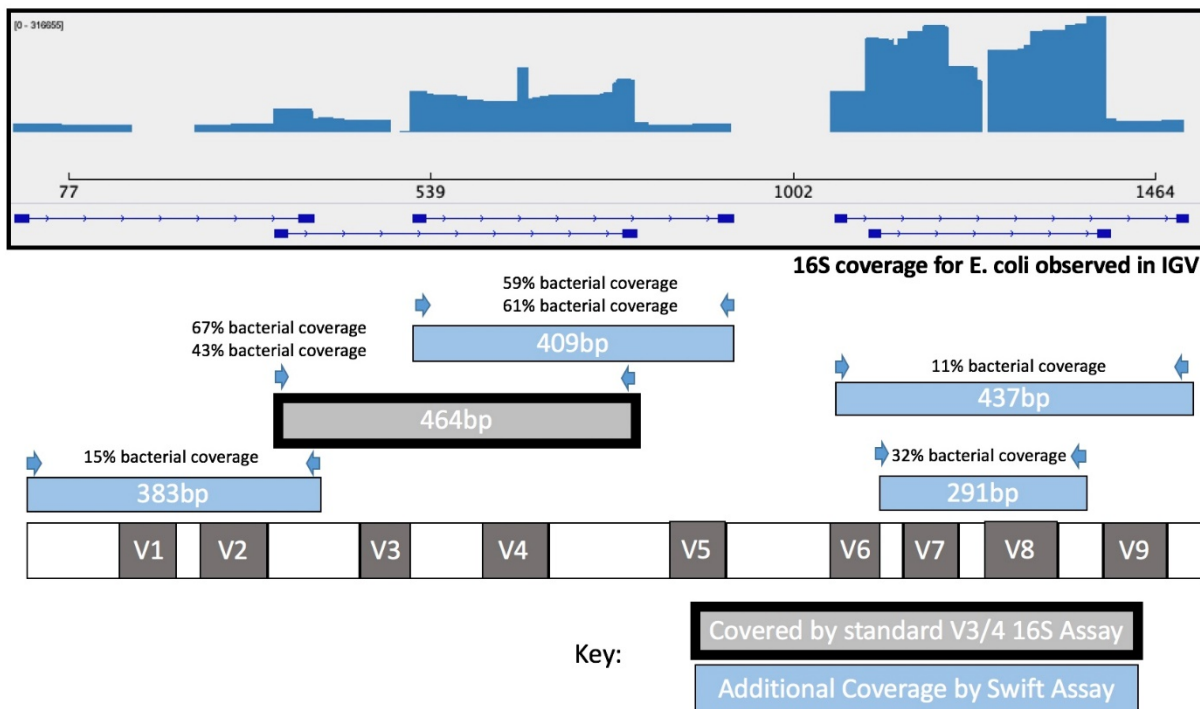 [0 - 316655]
77 539 1002 1464
16S coverage for E. coli observed in IGV
59% bacterial coverage
61% bacterial coverage
409bp
67% bacterial coverage
43% bacterial coverage
464bp
11% bacterial coverage
437bp
15% bacterial coverage
383bp
32% bacterial coverage
291bp
V1 V2 V3 V4 V5 V6 V7 V8 V9
Key:
Covered by standard V3/4 16S Assay
Additional Coverage by Swift Assay